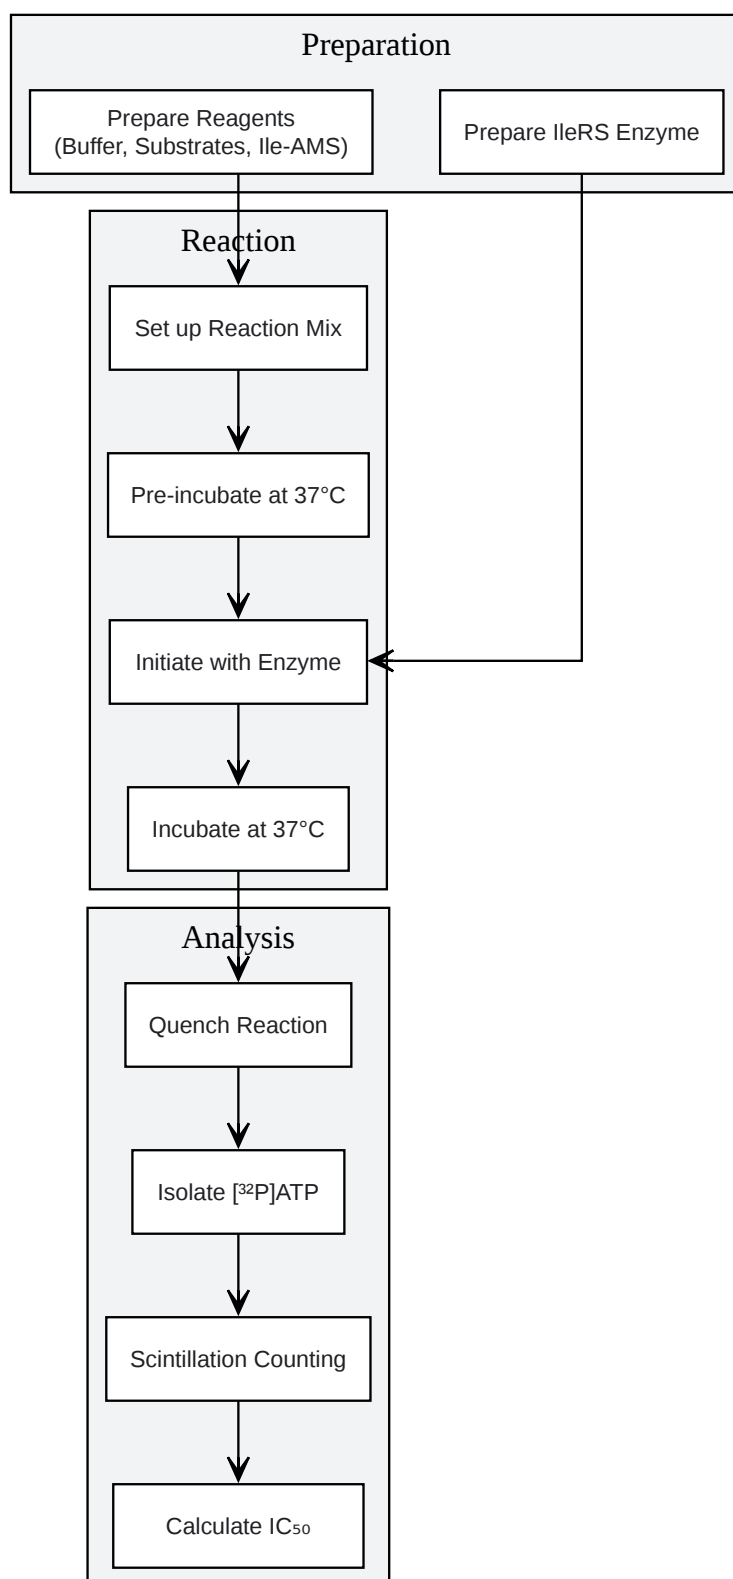 Preparation
Prepare Reagents
(Buffer, Substrates, Ile-AMS)
Prepare IleRS Enzyme
Reaction
Set up Reaction Mix
Pre-incubate at 37°C
Initiate with Enzyme
Incubate at 37°C
Analysis
Quench Reaction
Isolate [³²P]ATP
Scintillation Counting
Calculate IC₅₀